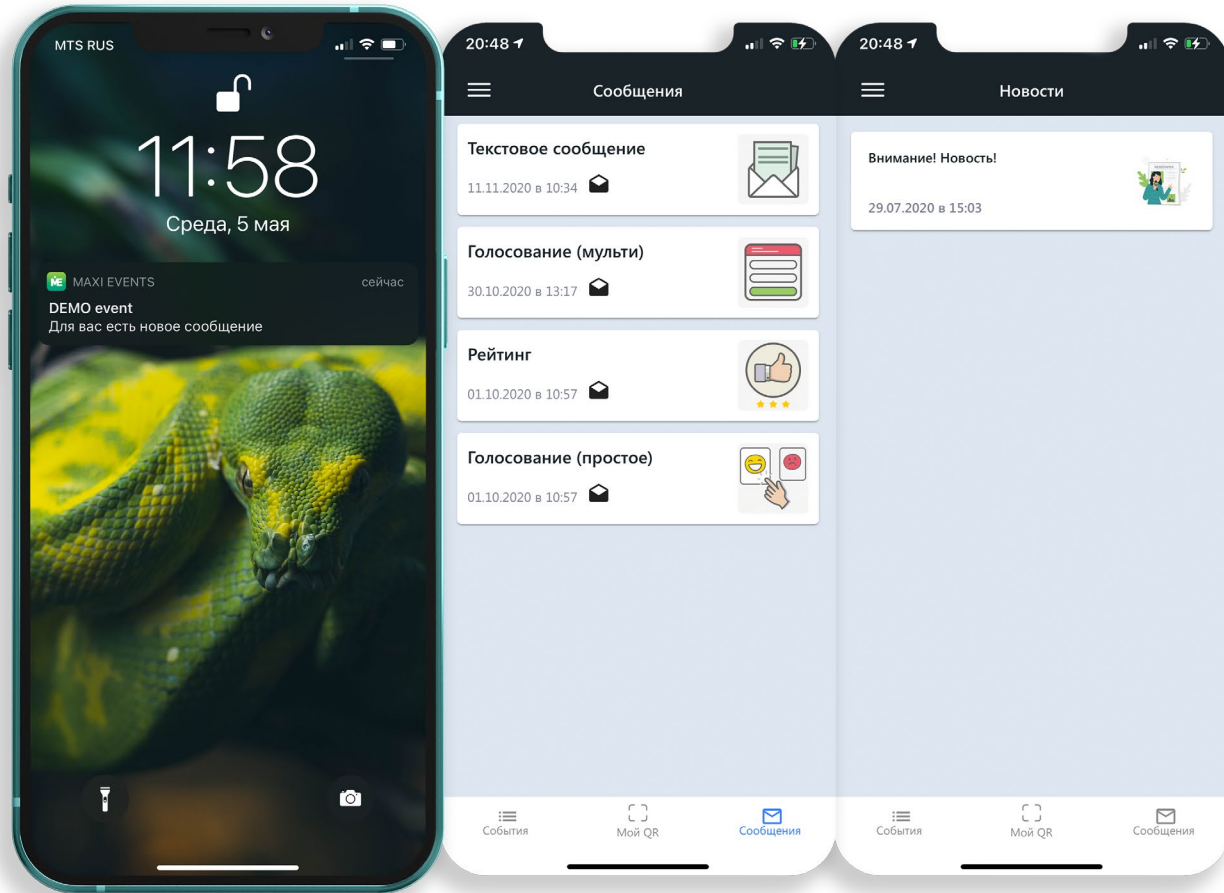 MTS RUS
11:58
Среда, 5 мая
ME MAXI EVENTS сейчас
DEMO event
Для вас есть новое сообщение
20:48
Сообщения
Текстовое сообщение
11.11.2020 в 10:34
Голосование (мульти)
30.10.2020 в 13:17
Рейтинг
01.10.2020 в 10:57
Голосование (простое)
01.10.2020 в 10:57
События
Мой QR
Сообщения
20:48
Новости
Внимание! Новость!
29.07.2020 в 15:03
События
Мой QR
Сообщения